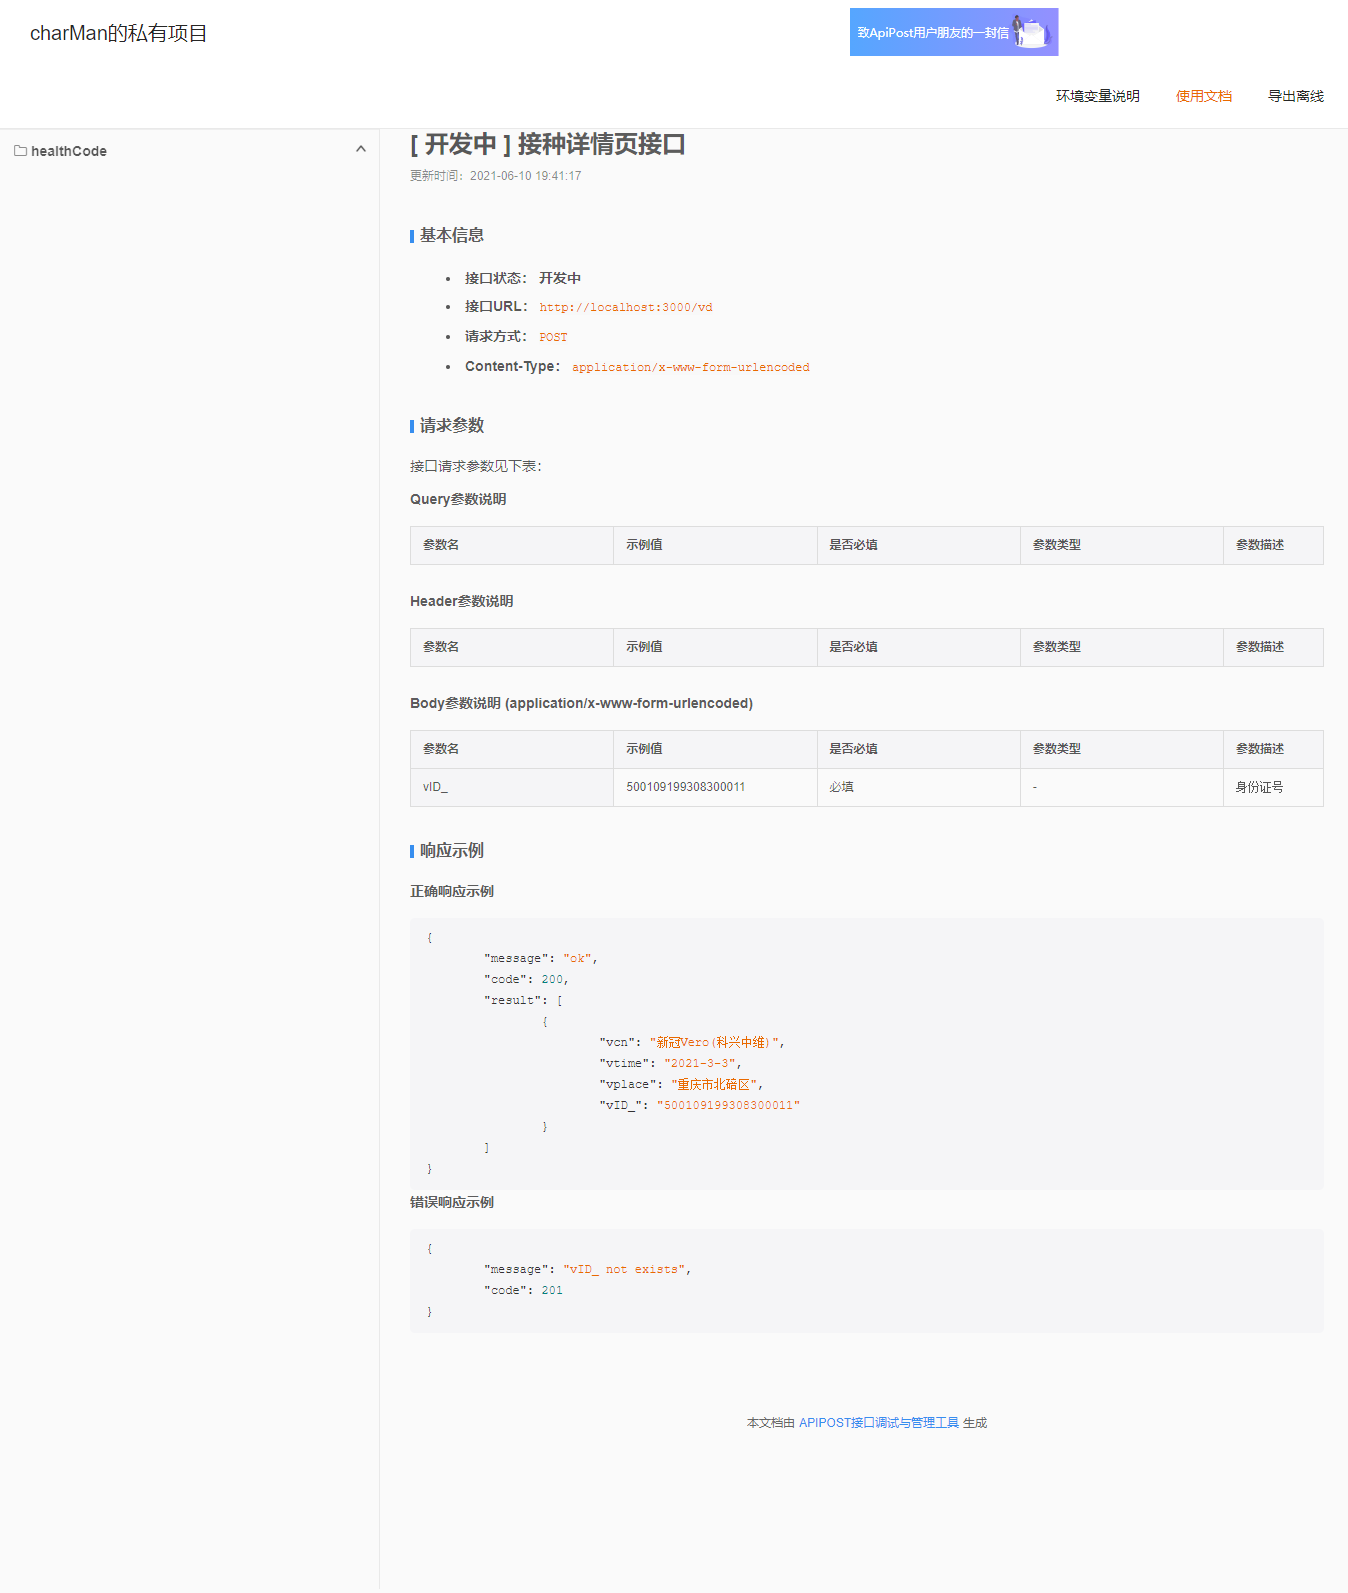 charMan的私有项目
致ApiPost用户朋友的一封信
环境变量说明 使用文档 导出离线
healthCode
[ 开发中 ] 接种详情页接口
更新时间：2021-06-10 19:41:17
基本信息
• 接口状态： 开发中
• 接口URL： http://localhost:3000/vd
• 请求方式： POST
• Content-Type： application/x-www-form-urlencoded
请求参数
接口请求参数见下表：
Query参数说明
参数名 示例值 是否必填 参数类型 参数描述
Header参数说明
参数名 示例值 是否必填 参数类型 参数描述
Body参数说明 (application/x-www-form-urlencoded)
参数名 示例值 是否必填 参数类型 参数描述
vID_ 500109199308300011 必填 - 身份证号
响应示例
正确响应示例
{
"message": "ok",
"code": 200,
"result": [
{
"vcn": "新冠Vero(科兴中维)",
"vtime": "2021-3-3",
"vplace": "重庆市北碚区",
"vID_": "500109199308300011"
}
]
}
错误响应示例
{
"message": "vID_ not exists",
"code": 201
}
本文档由 APIPOST接口调试与管理工具 生成